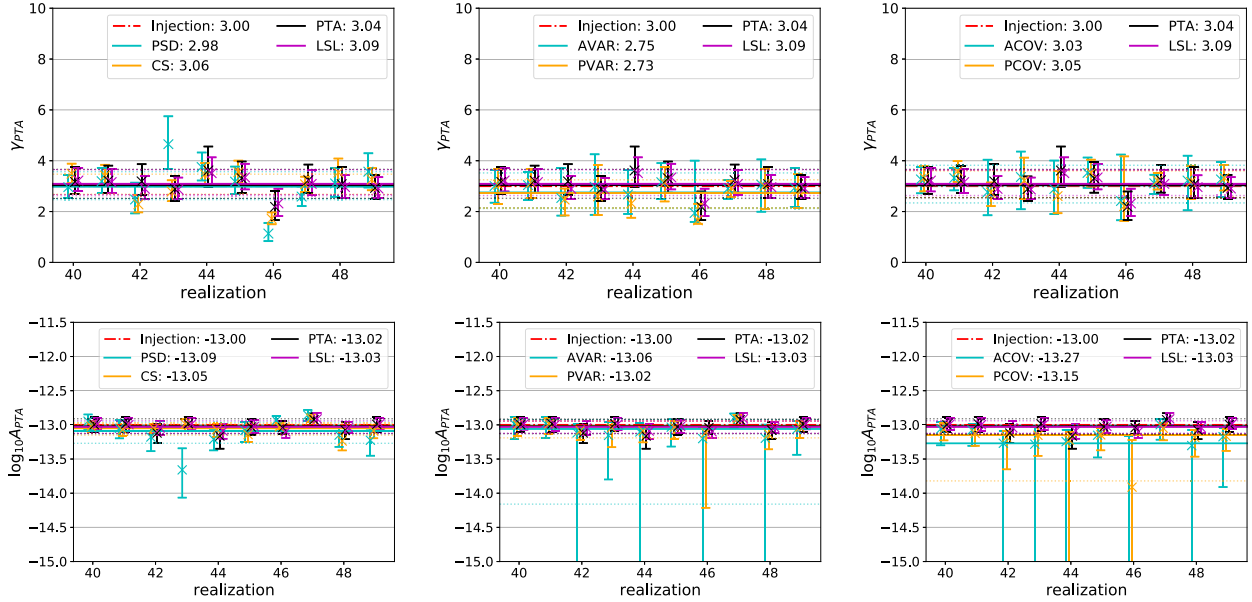 Injection: 3.00 PTA: 3.04
PSD: 2.98 LSL: 3.09
CS: 3.06
10
8
6
4
2
0
γPTA
40 42 44 46 48
realization
Injection: 3.00 PTA: 3.04
AVAR: 2.75 LSL: 3.09
PVAR: 2.73
10
8
6
4
2
0
γPTA
40 42 44 46 48
realization
Injection: 3.00 PTA: 3.04
ACOV: 3.03 LSL: 3.09
PCOV: 3.05
10
8
6
4
2
0
γPTA
40 42 44 46 48
realization
Injection: -13.00 PTA: -13.02
PSD: -13.09 LSL: -13.03
CS: -13.05
−11.5
−12.0
−12.5
−13.0
−13.5
−14.0
−14.5
−15.0
log10APTA
40 42 44 46 48
realization
Injection: -13.00 PTA: -13.02
AVAR: -13.06 LSL: -13.03
PVAR: -13.02
−11.5
−12.0
−12.5
−13.0
−13.5
−14.0
−14.5
−15.0
log10APTA
40 42 44 46 48
realization
Injection: -13.00 PTA: -13.02
ACOV: -13.27 LSL: -13.03
PCOV: -13.15
−11.5
−12.0
−12.5
−13.0
−13.5
−14.0
−14.5
−15.0
log10APTA
40 42 44 46 48
realization